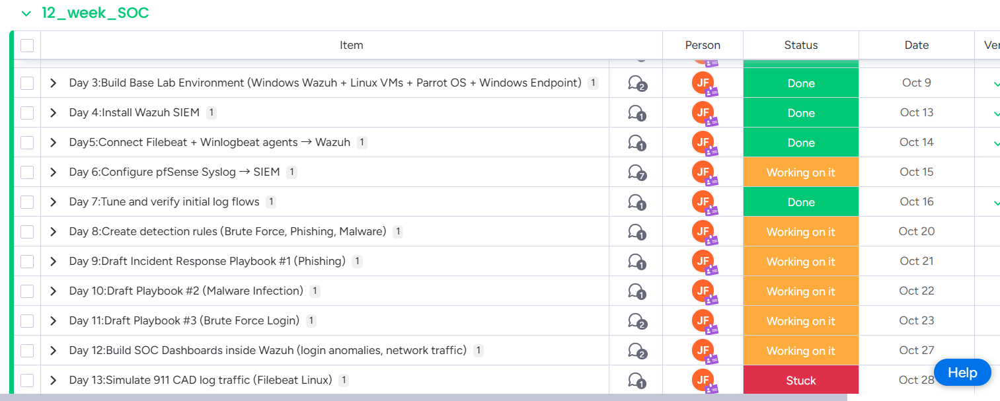 12_week_SOC
Item Person Status Date Ver
Day 3:Build Base Lab Environment (Windows Wazuh + Linux VMs + Parrot OS + Windows Endpoint) 1 2 JF Done Oct 9
Day 4:Install Wazuh SIEM 1 1 JF Done Oct 13
Day5:Connect Filebeat + Winlogbeat agents → Wazuh 1 1 JF Done Oct 14
Day 6:Configure pfSense Syslog → SIEM 1 7 JF Working on it Oct 15
Day 7:Tune and verify initial log flows 1 1 JF Done Oct 16
Day 8:Create detection rules (Brute Force, Phishing, Malware) 1 1 JF Working on it Oct 20
Day 9:Draft Incident Response Playbook #1 (Phishing) 1 1 JF Working on it Oct 21
Day 10:Draft Playbook #2 (Malware Infection) 1 1 JF Working on it Oct 22
Day 11:Draft Playbook #3 (Brute Force Login) 1 2 JF Working on it Oct 23
Day 12:Build SOC Dashboards inside Wazuh (login anomalies, network traffic) 1 2 JF Working on it Oct 27
Day 13:Simulate 911 CAD log traffic (Filebeat Linux) 1 1 JF Stuck Oct 28
Help